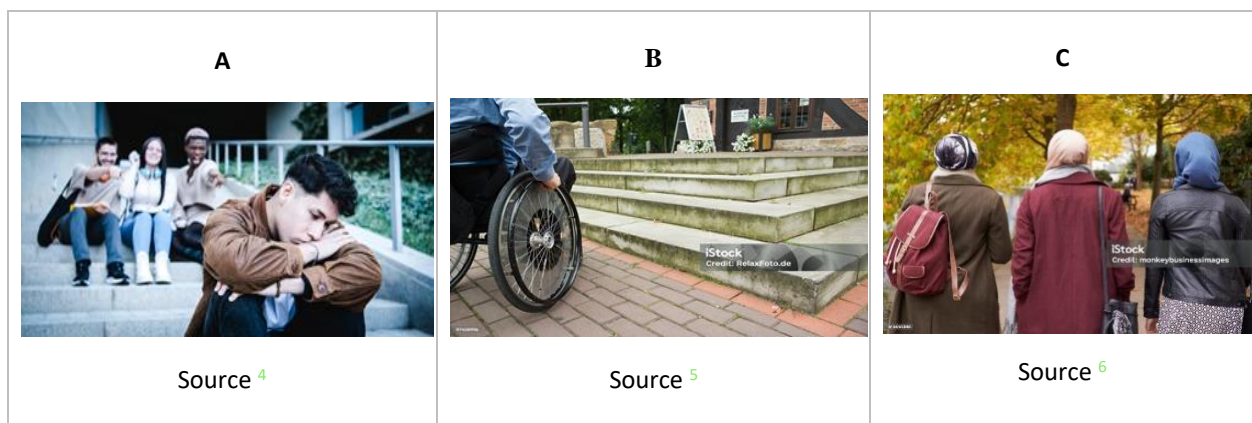 A
B
C
iStock
Credit: RelaxFoto.de
iStock
Credit: monkeybusinessimages
Source 4
Source 5
Source 6